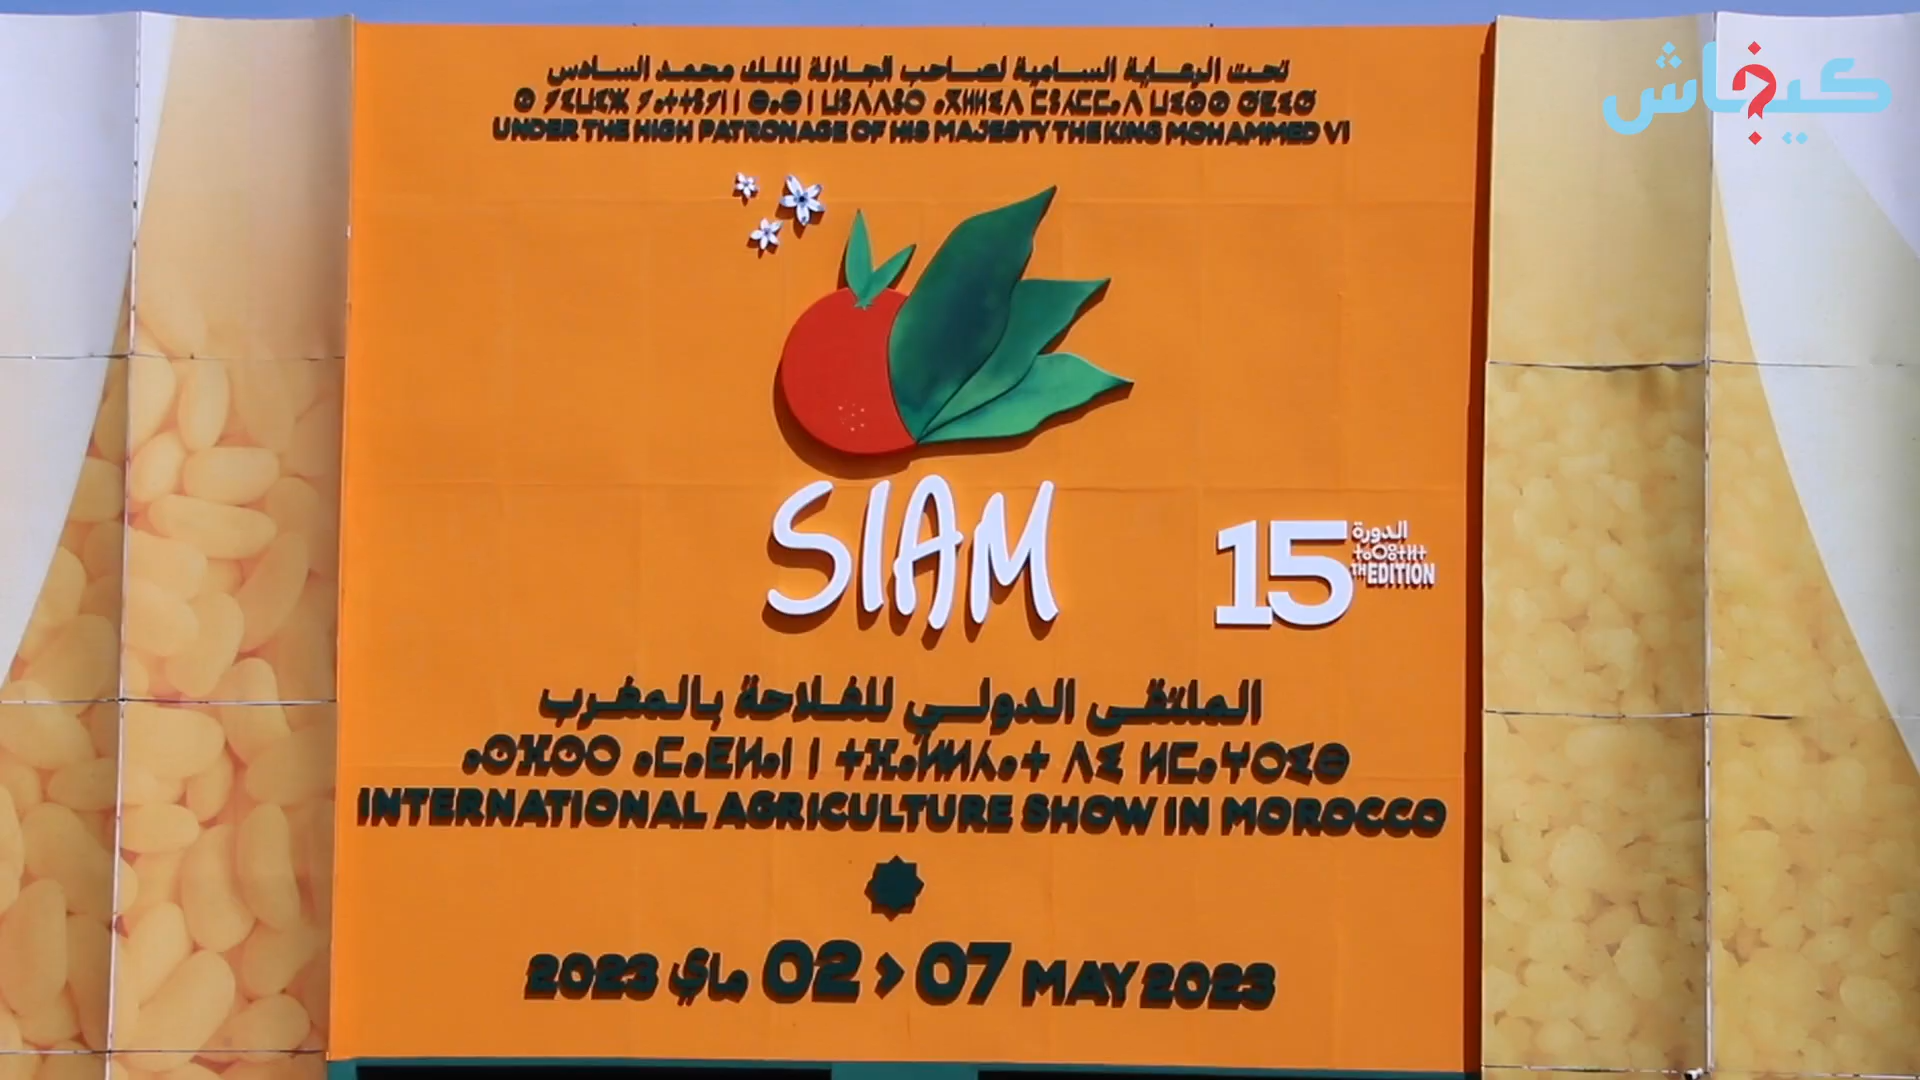 كيفاش
تحت الرعاية السامية لصاحب الجلالة الملك محمد السادس
UNDER THE HIGH PATRONAGE OF HIS MAJESTY THE KING MOHAMMED VI
SIAM
15 الدورة
TH EDITION
الملتقى الدولي للفلاحة بالمغرب
INTERNATIONAL AGRICULTURE SHOW IN MOROCCO
2023 ماي 02 > 07 MAY 2023